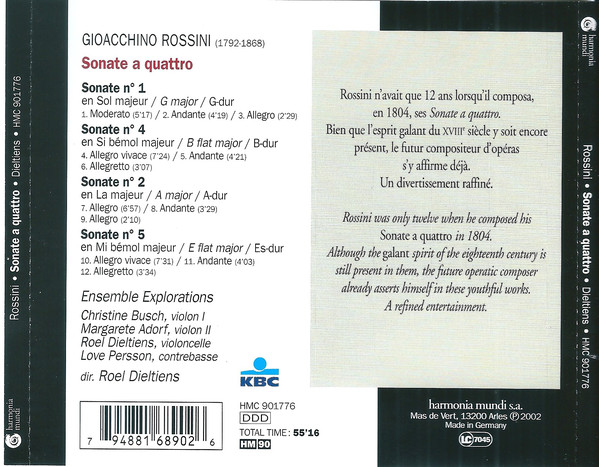 Rossini • Sonate a quattro • Dieltiens • HMC 901776
harmonia
mundi
GIOACCHINO ROSSINI (1792-1868)
Sonate a quattro
Sonate n° 1
en Sol majeur / G major / G-dur
1. Moderato (5'17) / 2. Andante (4'19) / 3. Allegro (2'29)
Sonate n° 4
en Si bémol majeur / B flat major / B-dur
4. Allegro vivace (7'24) / 5. Andante (4'21)
6. Allegretto (3'07)
Sonate n° 2
en La majeur / A major / A-dur
7. Allegro (6'57) / 8. Andante (3'29)
9. Allegro (2'10)
Sonate n° 5
en Mi bémol majeur / E flat major / Es-dur
10. Allegro vivace (7'31) / 11. Andante (4'03)
12. Allegretto (3'34)
Ensemble Explorations
Christine Busch, violon I
Margarete Adorf, violon II
Roel Dieltiens, violoncelle
Love Persson, contrebasse
dir. Roel Dieltiens
KBC
7 94881 68902 6
HMC 901776
DDD
TOTAL TIME: 55'16
HM 90
Rossini n'avait que 12 ans lorsqu'il composa,
en 1804, ses Sonate a quattro.
Bien que l'esprit galant du XVIIIe siècle y soit encore
présent, le futur compositeur d'opéras
s'y affirme déjà.
Un divertissement raffiné.
Rossini was only twelve when he composed his
Sonate a quattro in 1804.
Although the galant spirit of the eighteenth century is
still present in them, the future operatic composer
already asserts himself in these youthful works.
A refined entertainment.
harmonia mundi s.a.
Mas de Vert, 13200 Arles Ⓟ 2002
Made in Germany
LC 7045
harmonia
mundi
Rossini • Sonate a quattro • Dieltiens • HMC 901776